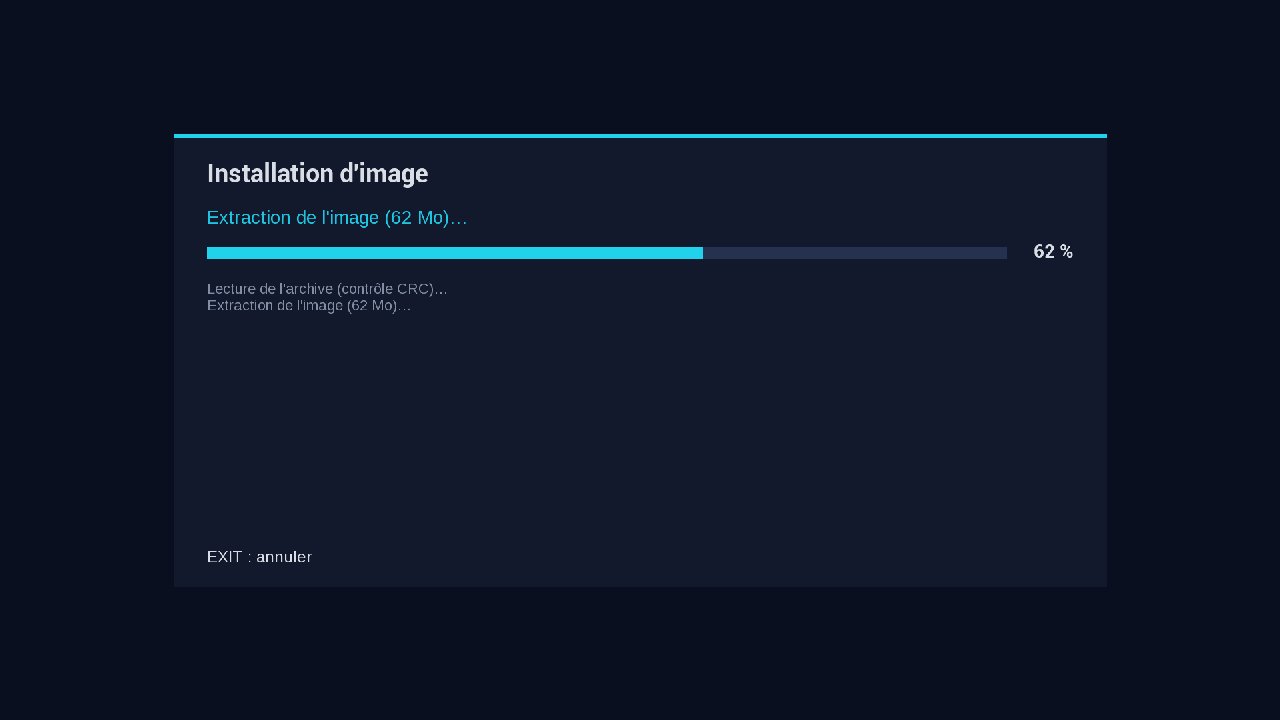 Installation d'image
Extraction de l'image (62 Mo)…
62 %
Lecture de l'archive (contrôle CRC)…
Extraction de l'image (62 Mo)…
EXIT : annuler